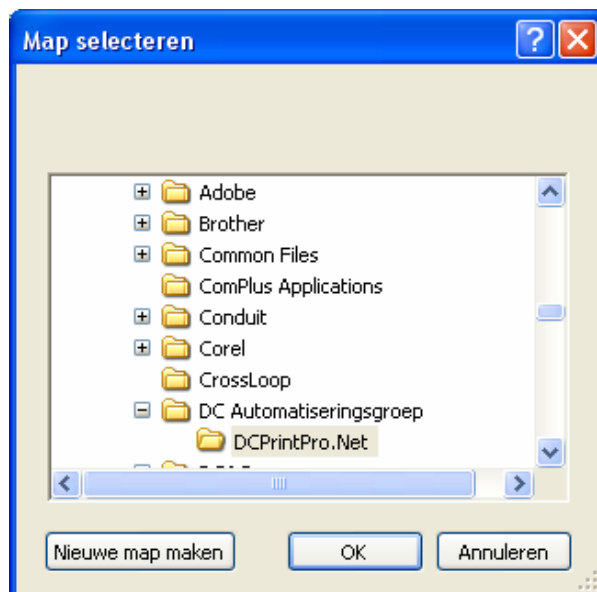 Map selecteren
Adobe
Brother
Common Files
ComPlus Applications
Conduit
Corel
CrossLoop
DC Automatiseringsgroep
DCPrintPro.Net
Nieuwe map maken OK Annuleren